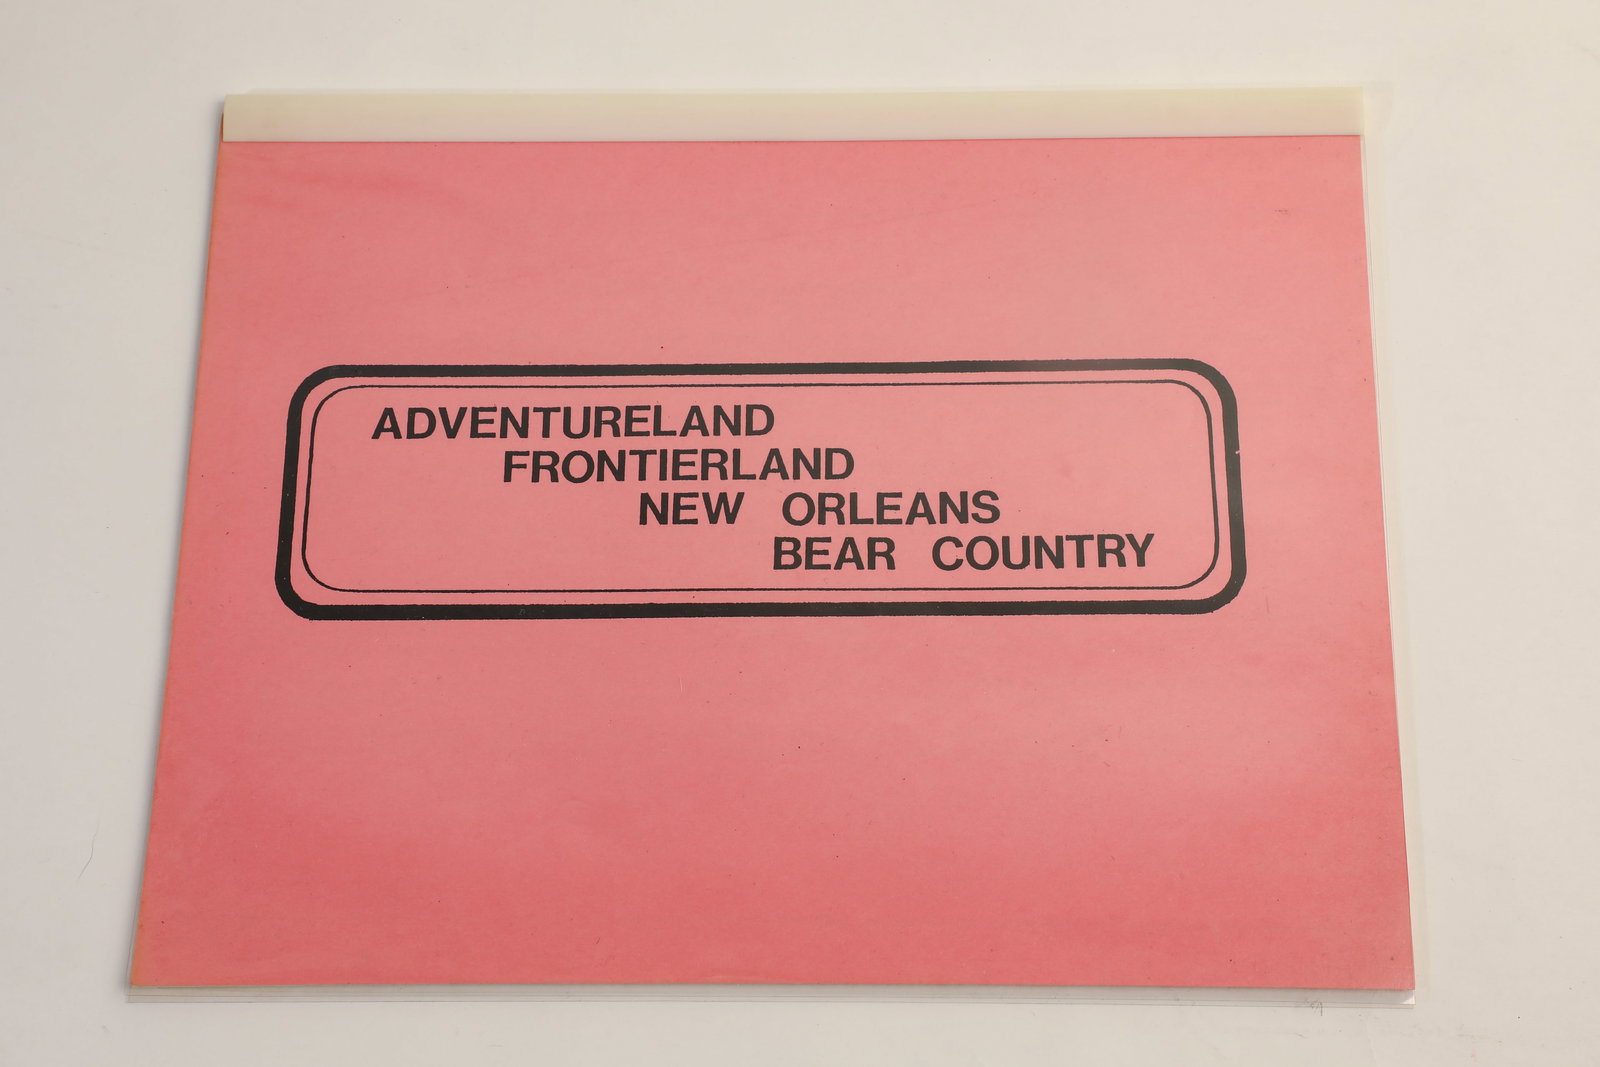 ADVENTURELAND
FRONTIERLAND
NEW ORLEANS
BEAR COUNTRY